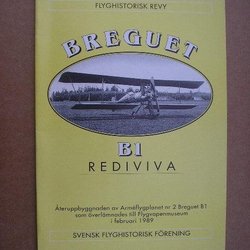 FLYGHISTORISK REVY
BREGUET
B1
REDIVIVA
Återuppbyggnaden av Arméflygplanet nr 2 Breguet B1
som överlämnades till Flygvapenmuseum
i februari 1989
SVENSK FLYGHISTORISK FÖRENING